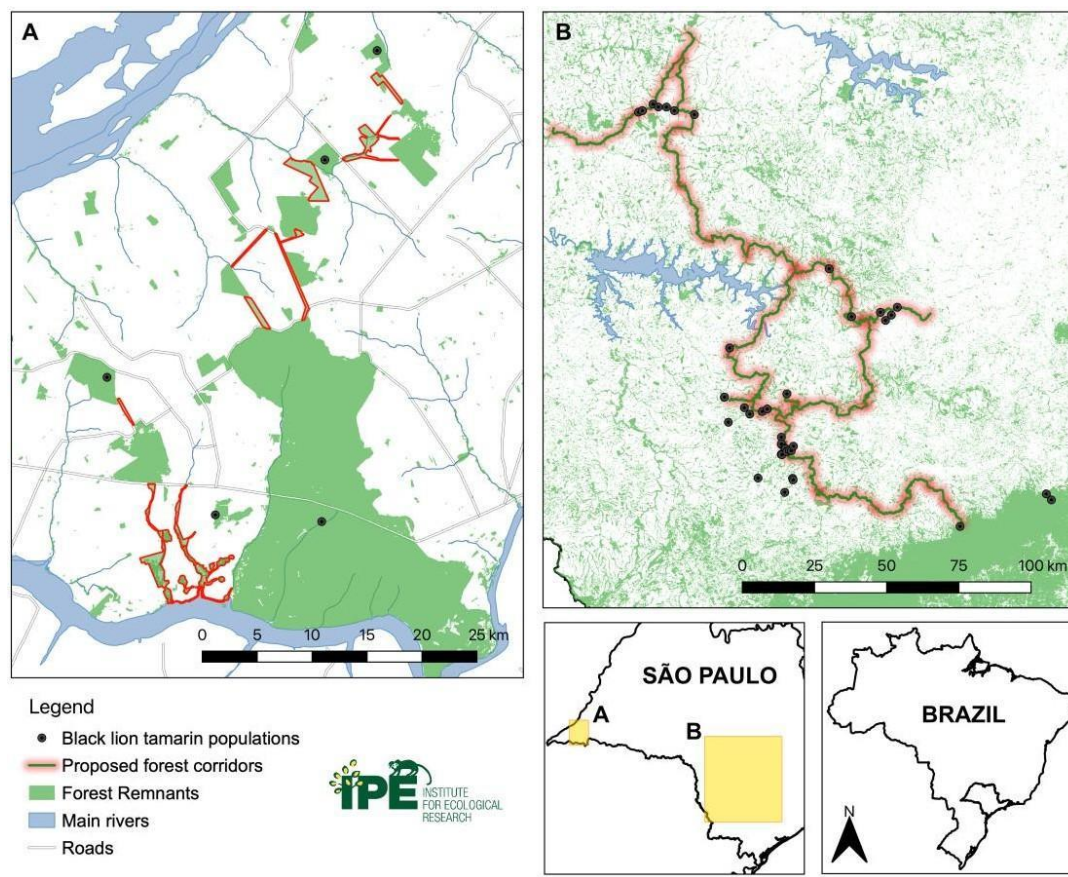 A
0 5 10 15 20 25 km
B
0 25 50 75 100 km
Legend
Black lion tamarin populations
Proposed forest corridors
Forest Remnants
Main rivers
Roads
IPE INSTITUTE
FOR ECOLOGICAL
RESEARCH
SÃO PAULO
A
B
BRAZIL
N